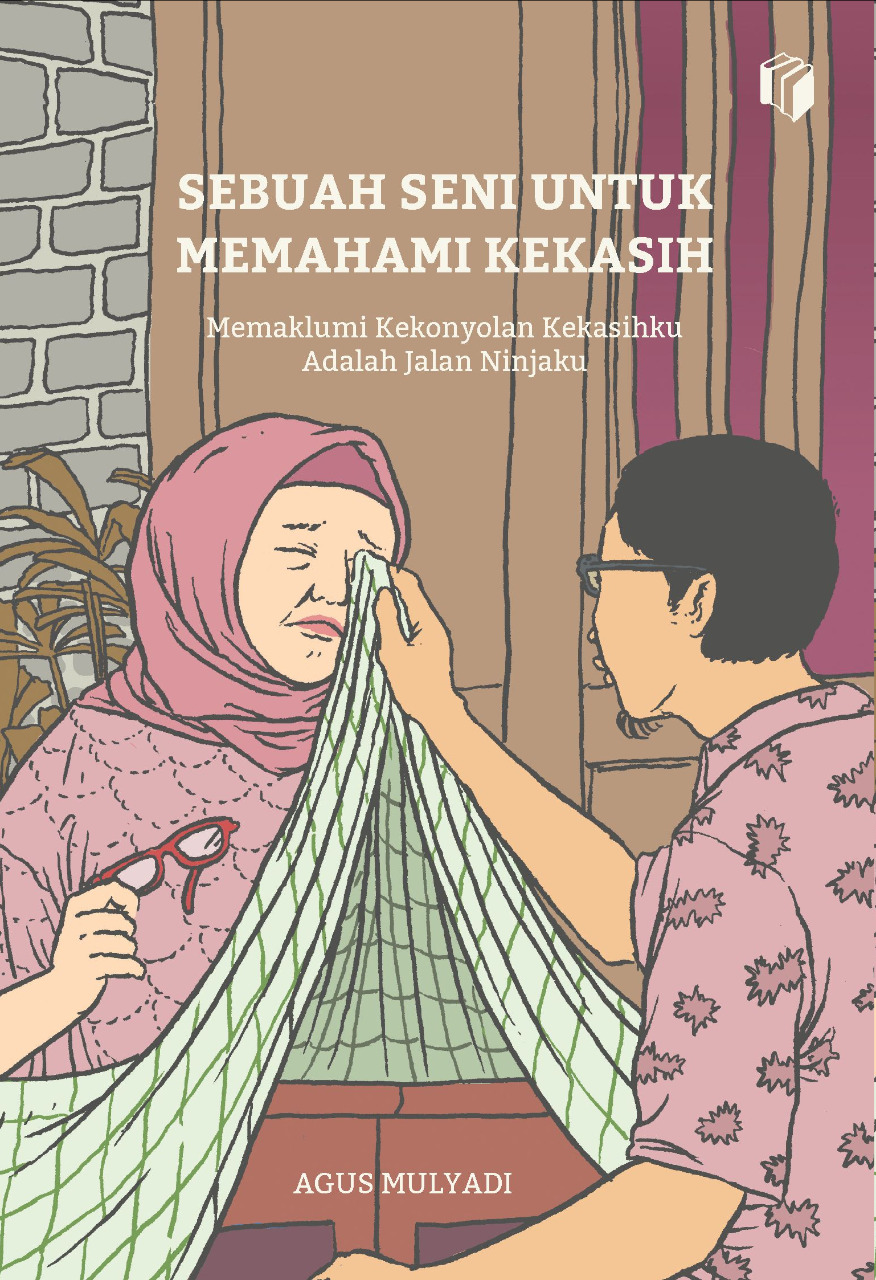 SEBUAH SENI UNTUK
MEMAHAMI KEKASIH
Memaklumi Kekonyolan Kekasihku
Adalah Jalan Ninjaku
AGUS MULYADI